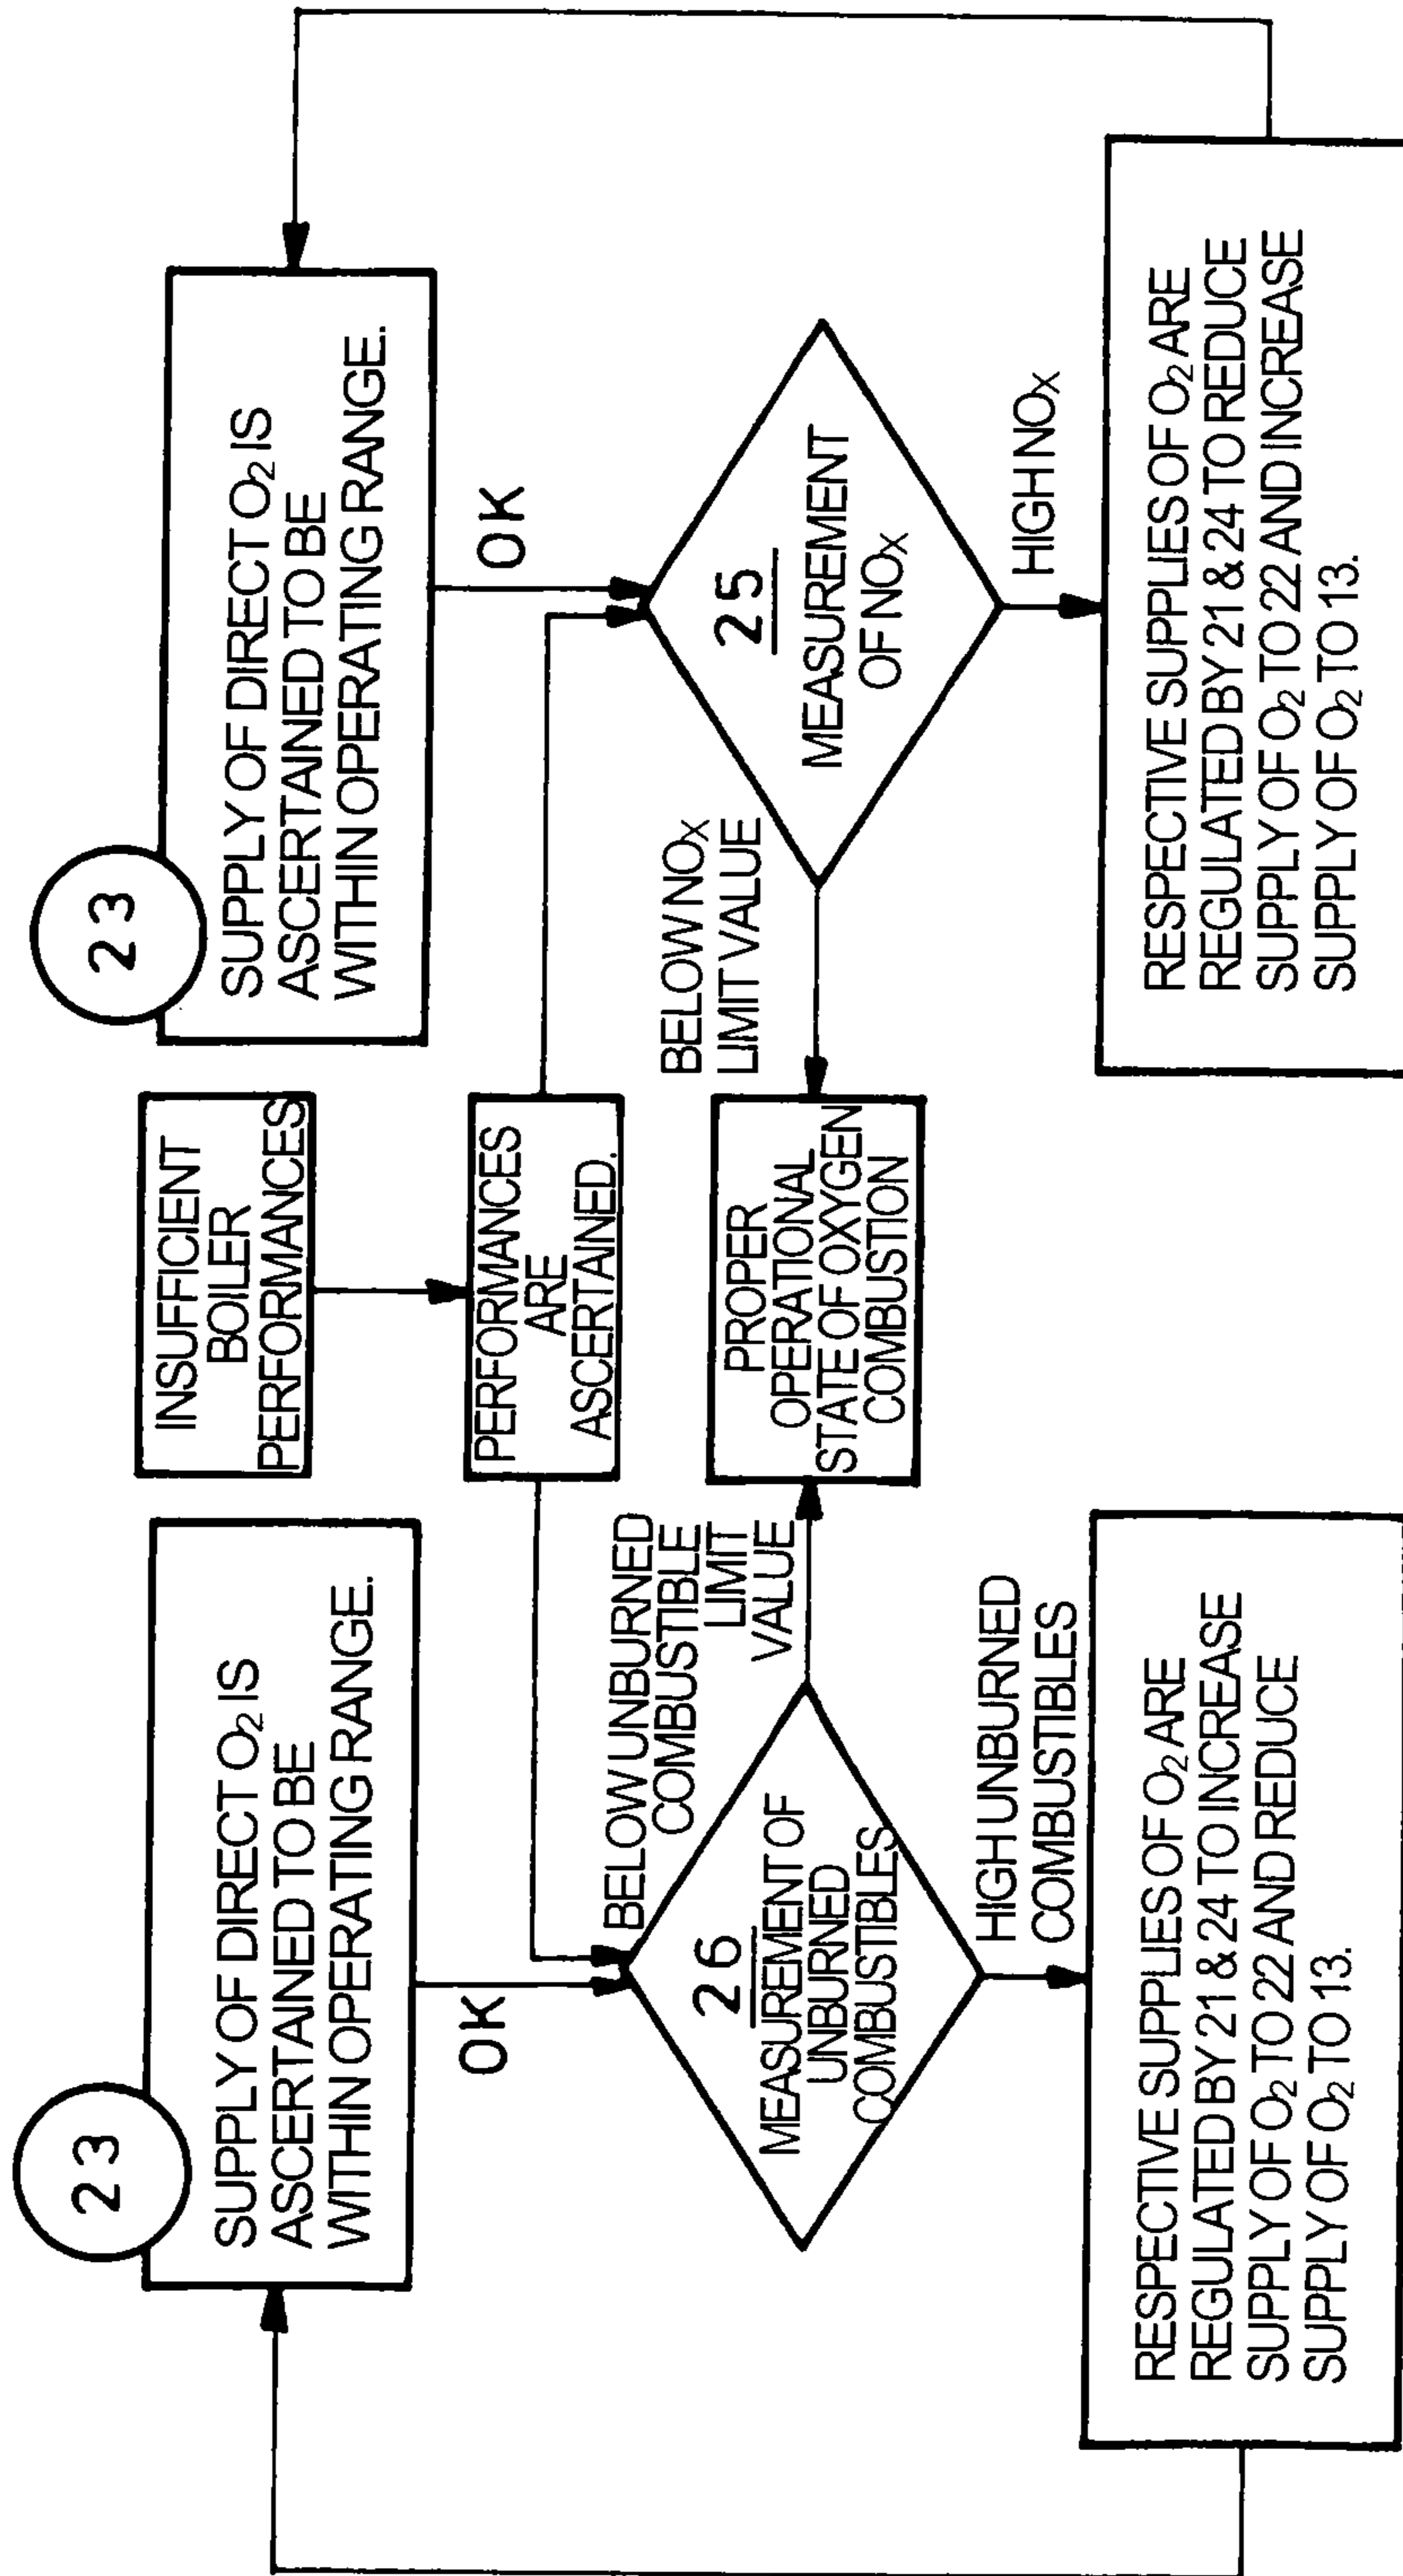 23
SUPPLY OF DIRECT O₂ IS
ASCERTAINED TO BE
WITHIN OPERATING RANGE.
OK
INSUFFICIENT
BOILER
PERFORMANCES
PERFORMANCES
ARE
ASCERTAINED.
23
SUPPLY OF DIRECT O₂ IS
ASCERTAINED TO BE
WITHIN OPERATING RANGE.
OK
BELOW UNBURNED
COMBUSTIBLE
LIMIT
VALUE
26
MEASUREMENT OF
UNBURNED
COMBUSTIBLES
PROPER
OPERATIONAL
STATE OF OXYGEN
COMBUSTION
BELOW NOX
LIMIT VALUE
25
MEASUREMENT
OF NOX
HIGH UNBURNED
COMBUSTIBLES
HIGH NOX
RESPECTIVE SUPPLIES OF O₂ ARE
REGULATED BY 21 & 24 TO INCREASE
SUPPLY OF O₂ TO 22 AND REDUCE
SUPPLY OF O₂ TO 13.
RESPECTIVE SUPPLIES OF O₂ ARE
REGULATED BY 21 & 24 TO REDUCE
SUPPLY OF O₂ TO 22 AND INCREASE
SUPPLY OF O₂ TO 13.